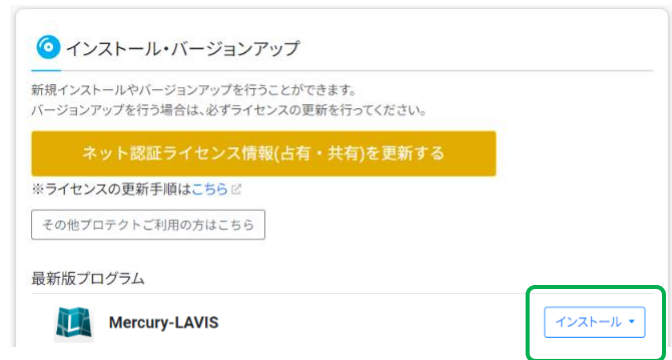 インストール・バージョンアップ
新規インストールやバージョンアップを行うことができます。
バージョンアップを行う場合は、必ずライセンスの更新を行ってください。
ネット認証ライセンス情報(占有・共有)を更新する
※ライセンスの更新手順はこちら
その他プロテクトご利用の方はこちら
最新版プログラム
Mercury-LAVIS
インストール